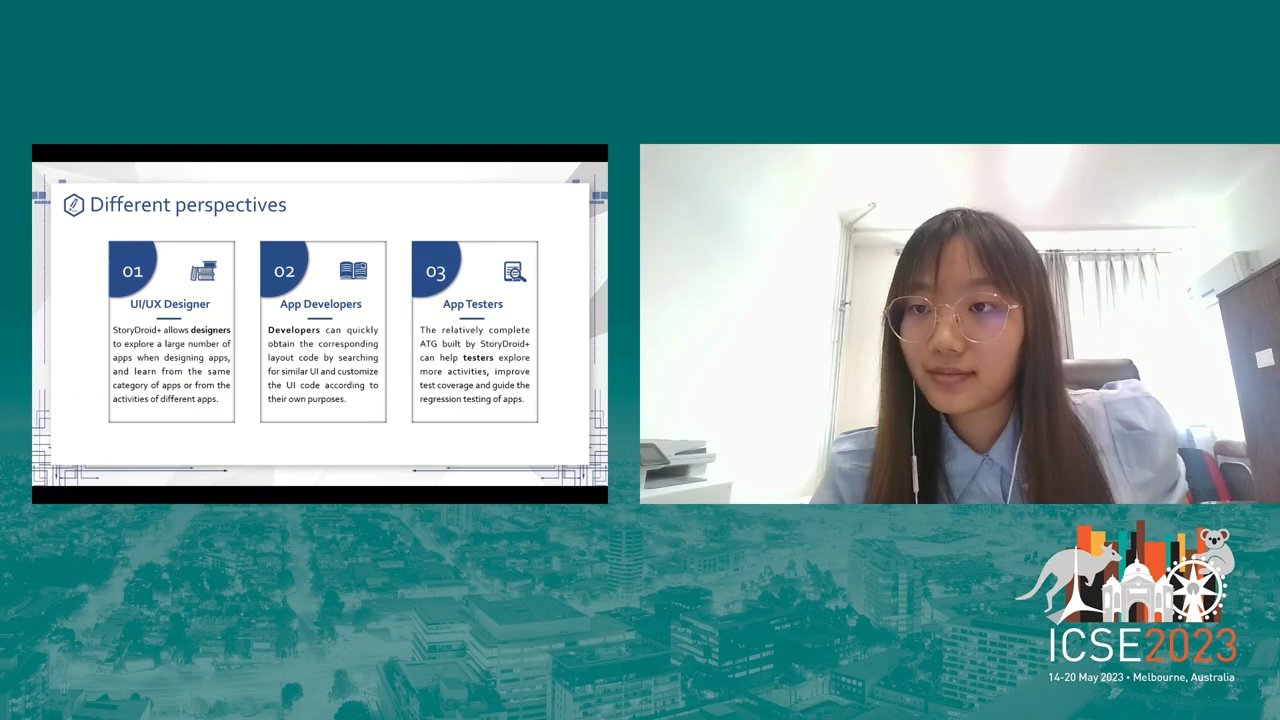 Different perspectives
01
UI/UX Designer
StoryDroid+ allows designers
to explore a large number of
apps when designing apps,
and learn from the same
category of apps or from the
activities of different apps.
02
App Developers
Developers can quickly
obtain the corresponding
layout code by searching
for similar UI and customize
the UI code according to
their own purposes.
03
App Testers
The relatively complete
ATG built by StoryDroid+
can help testers explore
more activities, improve
test coverage and guide the
regression testing of apps.
ICSE2023
14-20 May 2023 • Melbourne, Australia